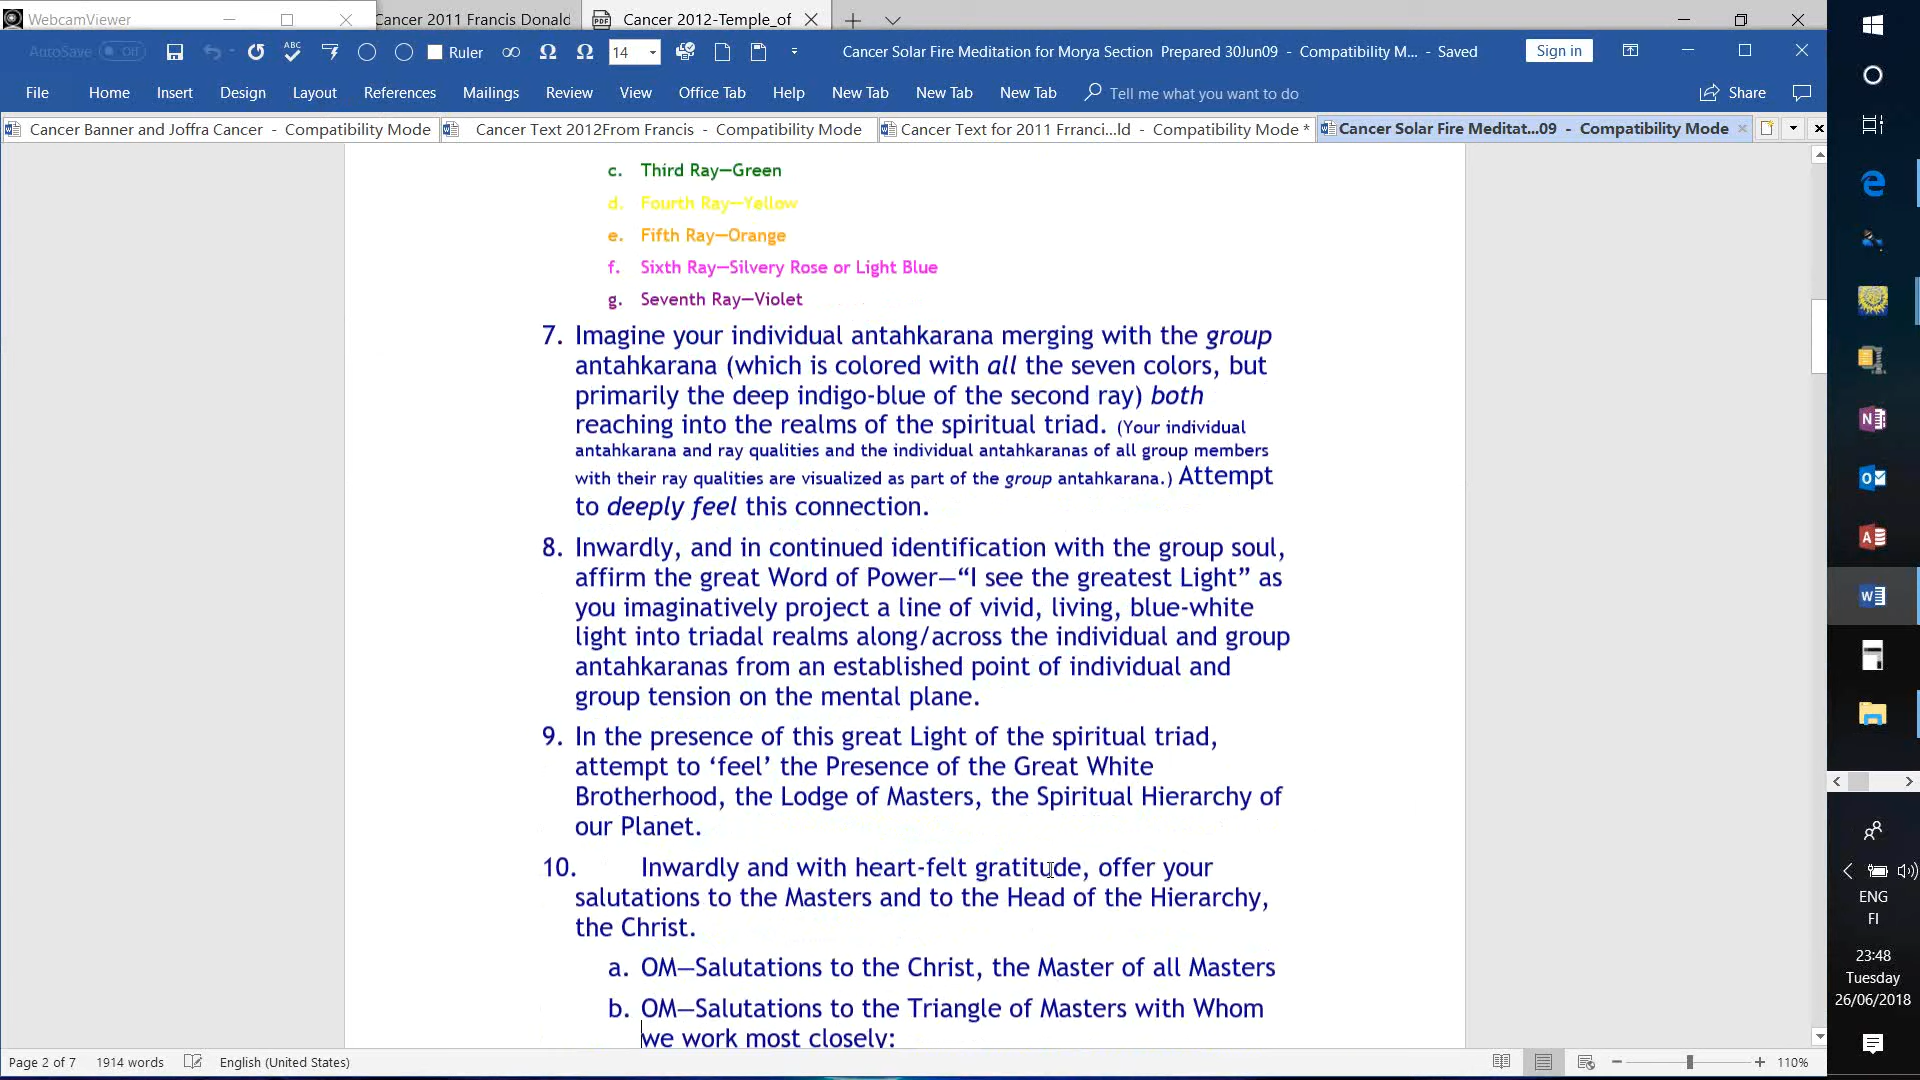 WebcamViewer
Cancer 2011 Francis Donald
Cancer 2012-Temple_of
AutoSave Off
ABC
Ruler
14
Cancer Solar Fire Meditation for Morya Section Prepared 30Jun09 - Compatibility M... - Saved
Sign in
File Home Insert Design Layout References Mailings Review View Office Tab Help New Tab New Tab New Tab Tell me what you want to do Share
Cancer Banner and Joffra Cancer - Compatibility Mode
Cancer Text 2012From Francis - Compatibility Mode
Cancer Text for 2011 Frranci...ld - Compatibility Mode *
Cancer Solar Fire Meditat...09 - Compatibility Mode
c. Third Ray—Green
d. Fourth Ray—Yellow
e. Fifth Ray—Orange
f. Sixth Ray—Silvery Rose or Light Blue
g. Seventh Ray—Violet
7. Imagine your individual antahkarana merging with the group
antahkarana (which is colored with all the seven colors, but
primarily the deep indigo-blue of the second ray) both
reaching into the realms of the spiritual triad. (Your individual
antahkarana and ray qualities and the individual antahkaranas of all group members
with their ray qualities are visualized as part of the group antahkarana.) Attempt
to deeply feel this connection.
8. Inwardly, and in continued identification with the group soul,
affirm the great Word of Power—“I see the greatest Light” as
you imaginatively project a line of vivid, living, blue-white
light into triadal realms along/across the individual and group
antahkaranas from an established point of individual and
group tension on the mental plane.
9. In the presence of this great Light of the spiritual triad,
attempt to ‘feel’ the Presence of the Great White
Brotherhood, the Lodge of Masters, the Spiritual Hierarchy of
our Planet.
10. Inwardly and with heart-felt gratitude, offer your
salutations to the Masters and to the Head of the Hierarchy,
the Christ.
a. OM—Salutations to the Christ, the Master of all Masters
b. OM—Salutations to the Triangle of Masters with Whom
we work most closely:
Page 2 of 7 1914 words English (United States) 110%
ENG
FI
23:48
Tuesday
26/06/2018